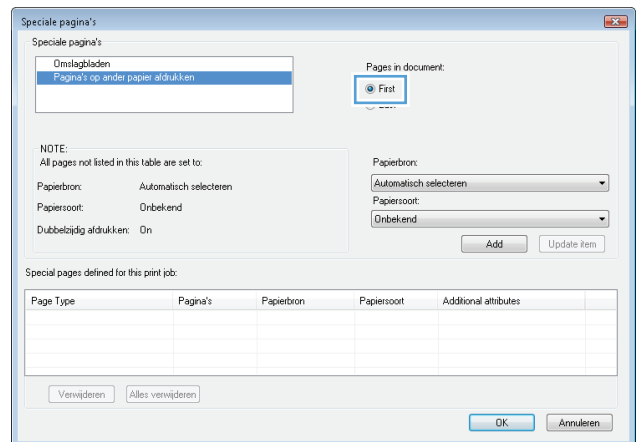 Speciale pagina's
Speciale pagina's
Omslagbladen
Pagina's op ander papier afdrukken
Pages in document:
First
NOTE:
All pages not listed in this table are set to:
Papierbron: Automatisch selecteren
Papiersoort: Onbekend
Dubbelzijdig afdrukken: On
Papierbron:
Automatisch selecteren
Papiersoort:
Onbekend
Add Update item
Special pages defined for this print job:
Page Type Pagina's Papierbron Papiersoort Additional attributes
Verwijderen Alles verwijderen
OK Annuleren